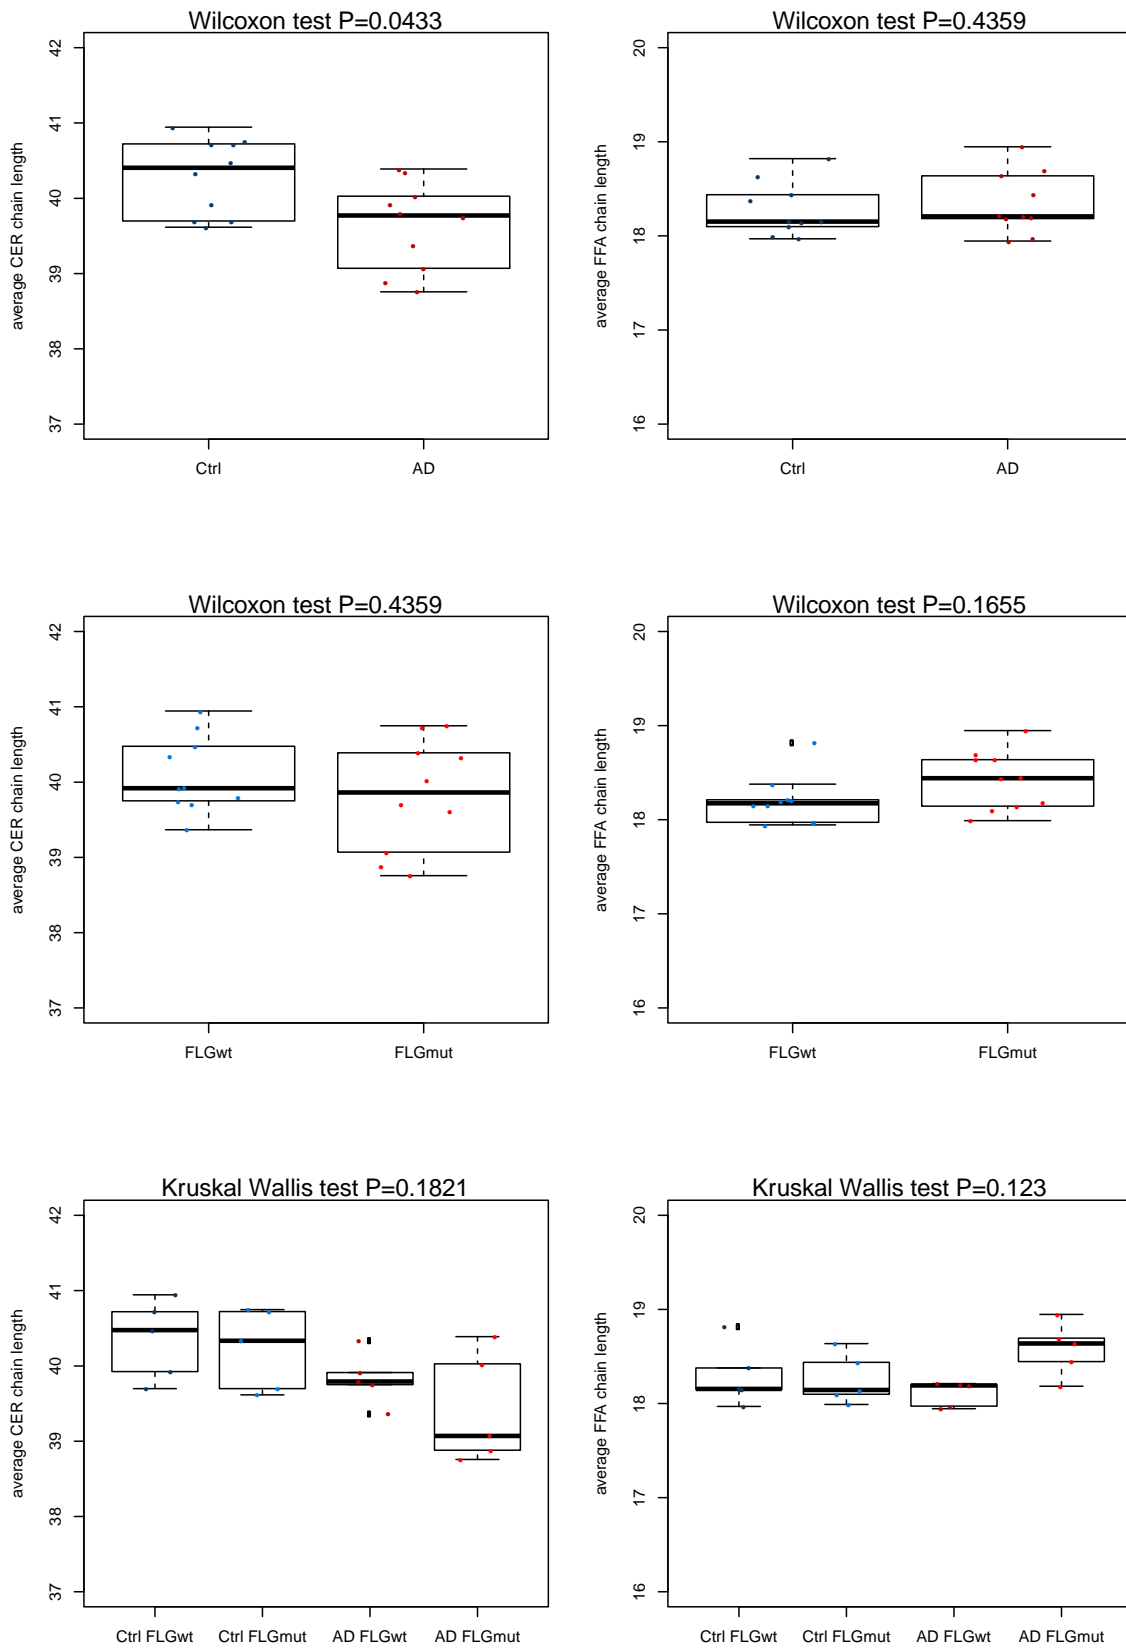 Wilcoxon test P=0.0433
average CER chain length
42
41
40
39
38
37
Ctrl AD
Wilcoxon test P=0.4359
average FFA chain length
20
19
18
17
16
Ctrl AD
Wilcoxon test P=0.4359
average CER chain length
42
41
40
39
38
37
FLGwt FLGmut
Wilcoxon test P=0.1655
average FFA chain length
20
19
18
17
16
FLGwt FLGmut
Kruskal Wallis test P=0.1821
average CER chain length
42
41
40
39
38
37
Ctrl FLGwt Ctrl FLGmut AD FLGwt AD FLGmut
Kruskal Wallis test P=0.123
average FFA chain length
20
19
18
17
16
Ctrl FLGwt Ctrl FLGmut AD FLGwt AD FLGmut